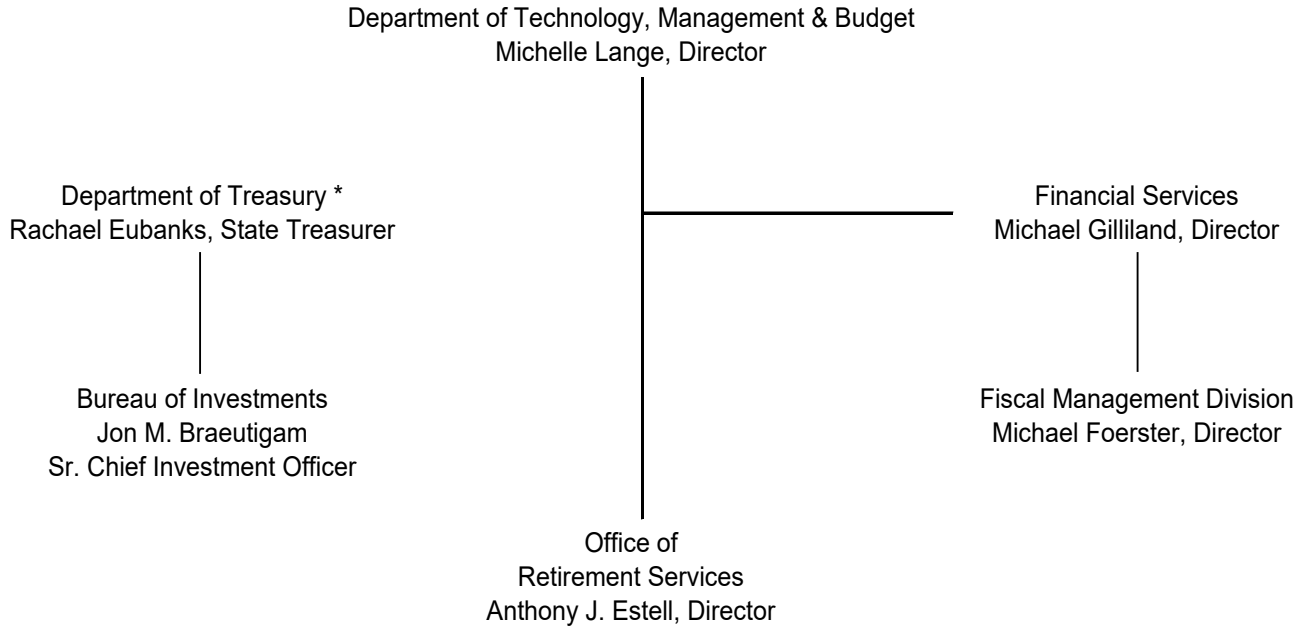 Department of Technology, Management & Budget
Michelle Lange, Director
Department of Treasury *
Rachael Eubanks, State Treasurer
Financial Services
Michael Gilliland, Director
Bureau of Investments
Jon M. Braeutigam
Sr. Chief Investment Officer
Fiscal Management Division
Michael Foerster, Director
Office of
Retirement Services
Anthony J. Estell, Director